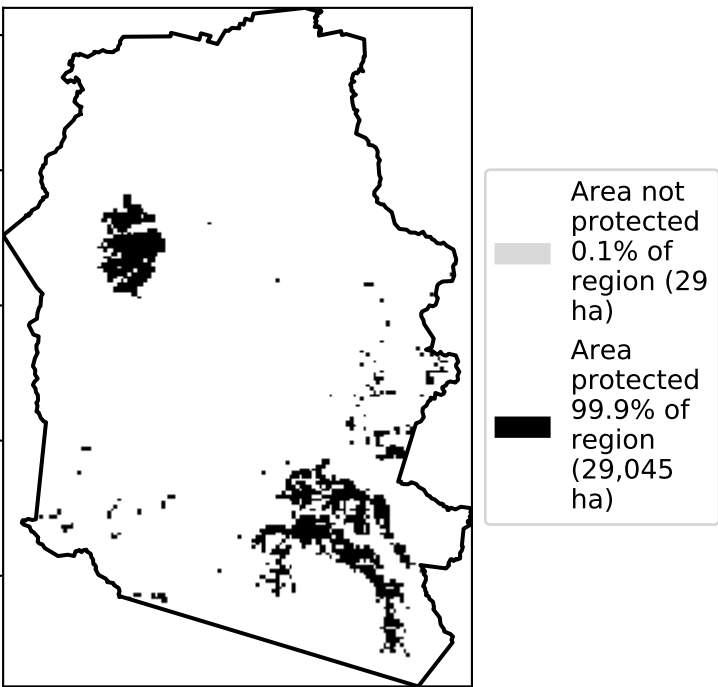 Area not
protected
0.1% of
region (29
ha)
Area
protected
99.9% of
region
(29,045
ha)